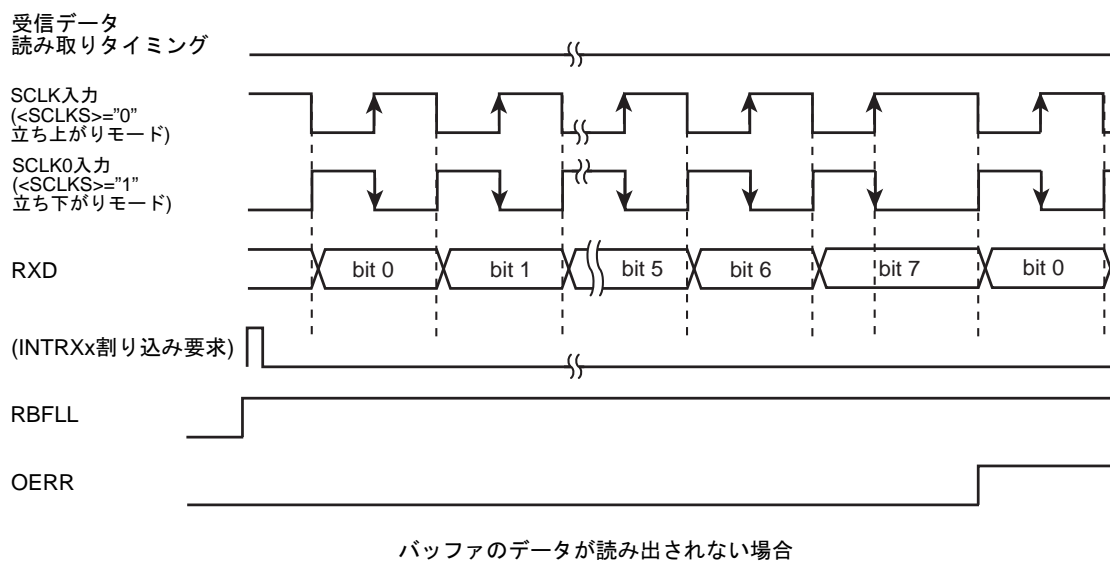 受信データ
読み取りタイミング
SCLK入力
(<SCLKS>="0"
立ち上がりモード)
SCLK0入力
(<SCLKS>="1"
立ち下がりモード)
RXD
bit 0
bit 1
bit 5
bit 6
bit 7
bit 0
(INTRXx割り込み要求)
RBFLL
OERR
バッファのデータが読み出されない場合